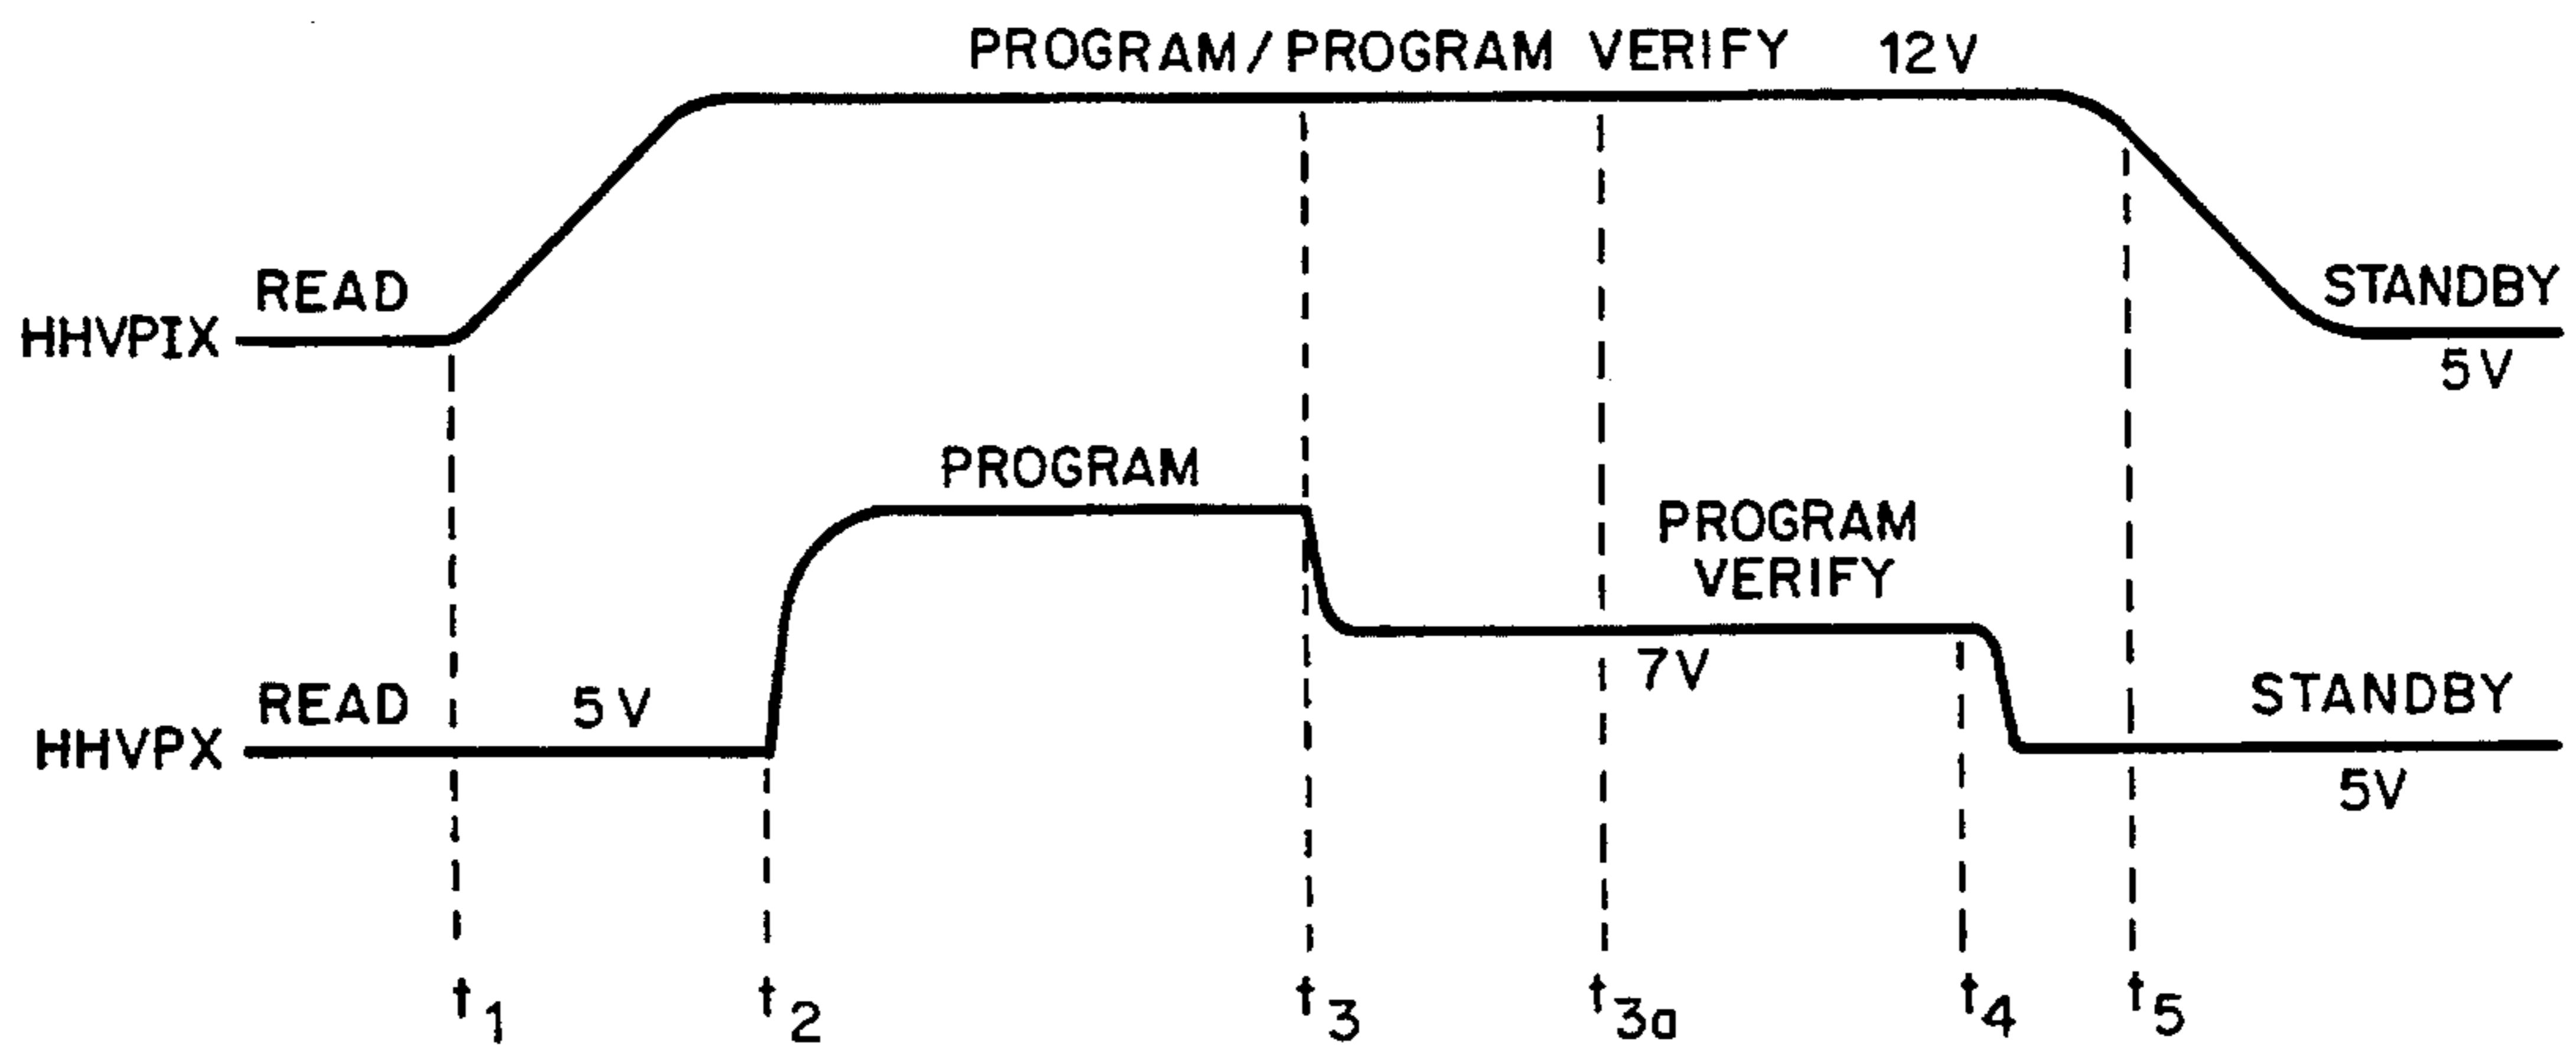 PROGRAM/PROGRAM VERIFY 12V
READ
HHVPIX
STANDBY
5V
PROGRAM
PROGRAM
VERIFY
7V
READ
5V
HHVPX
STANDBY
5V
t1
t2
t3
t3a
t4
t5